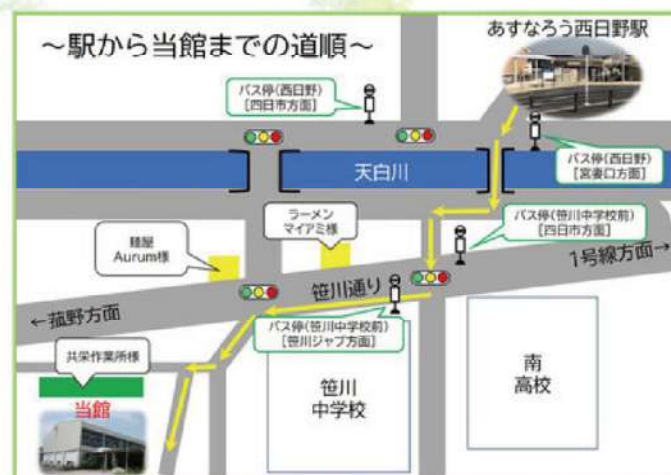 ～駅から当館までの道順～
あすなろう西日野駅
バス停(西日野)
[四日市方面]
バス停(西日野)
[宮妻口方面]
天白川
ラーメン
マイアミ様
麺屋
Aurum様
バス停(笹川中学校前)
[四日市方面]
1号線方面→
笹川通り
←菰野方面
バス停(笹川中学校前)
[笹川ジャブ方面]
共栄作業所様
当館
笹川
中学校
南
高校